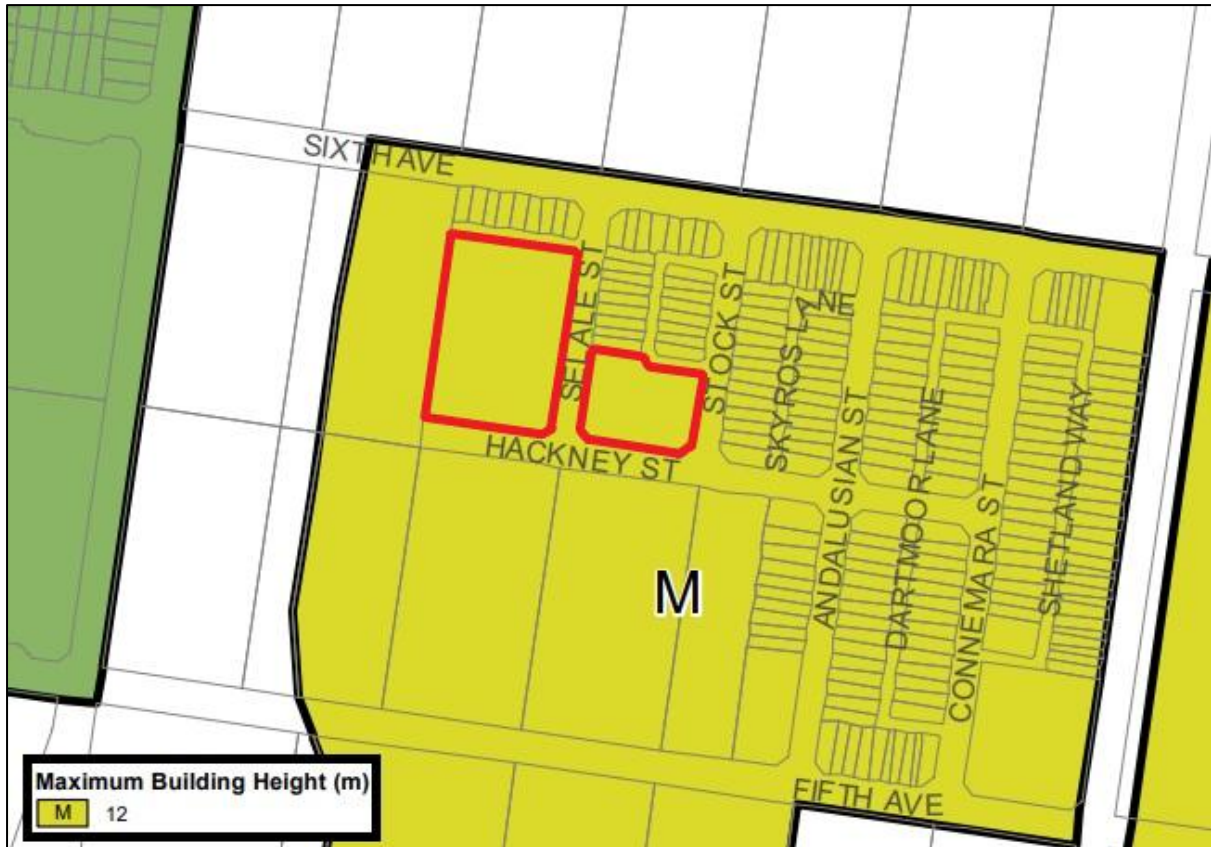 SIXTH AVE
SELALE ST
STOCK ST
SKYROS LANE
HACKNEY ST
ANDALUSIAN ST
DARTMOOR LANE
CONNEMARA ST
SHETLAND WAY
M
FIFTH AVE
Maximum Building Height (m)
M 12